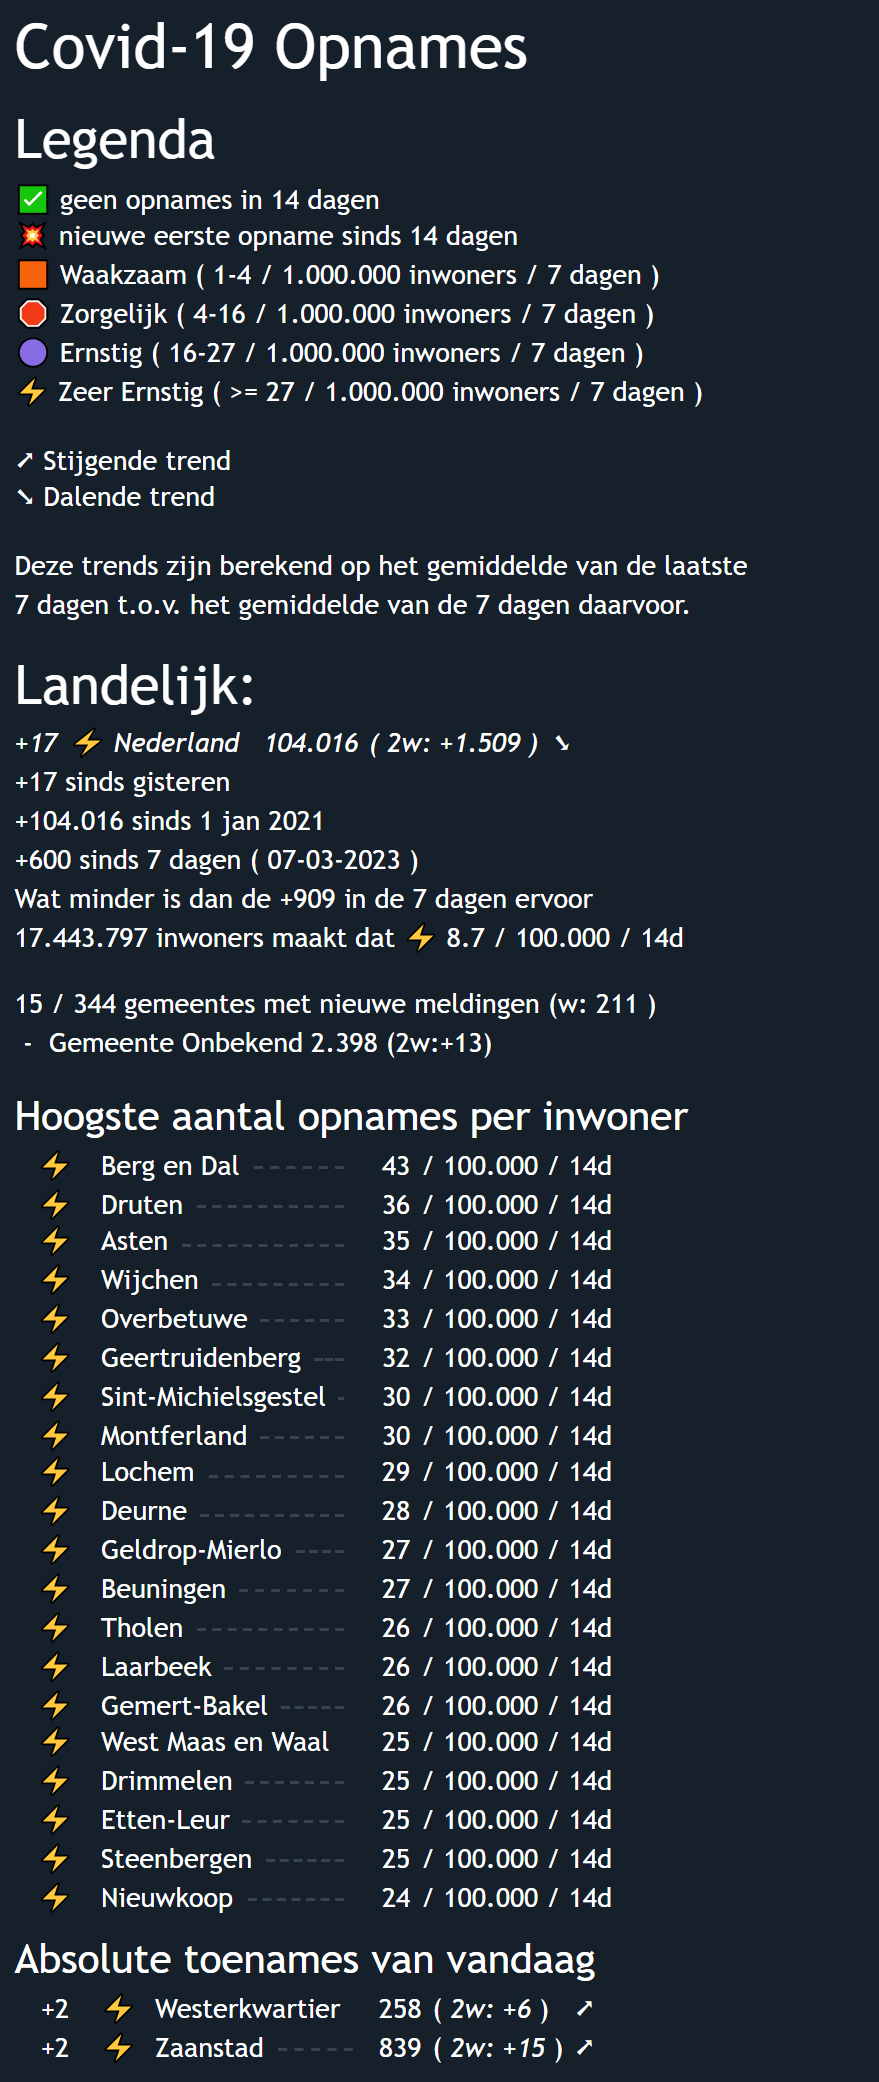 Covid-19 Opnames
Legenda
✅ geen opnames in 14 dagen
💥 nieuwe eerste opname sinds 14 dagen
🟧 Waakzaam ( 1-4 / 1.000.000 inwoners / 7 dagen )
🛑 Zorgelijk ( 4-16 / 1.000.000 inwoners / 7 dagen )
🟣 Ernstig ( 16-27 / 1.000.000 inwoners / 7 dagen )
⚡ Zeer Ernstig ( >= 27 / 1.000.000 inwoners / 7 dagen )
➚ Stijgende trend
➘ Dalende trend
Deze trends zijn berekend op het gemiddelde van de laatste
7 dagen t.o.v. het gemiddelde van de 7 dagen daarvoor.
Landelijk:
+17 ⚡ Nederland 104.016 ( 2w: +1.509 ) ➘
+17 sinds gisteren
+104.016 sinds 1 jan 2021
+600 sinds 7 dagen ( 07-03-2023 )
Wat minder is dan de +909 in de 7 dagen ervoor
17.443.797 inwoners maakt dat ⚡ 8.7 / 100.000 / 14d
15 / 344 gemeentes met nieuwe meldingen (w: 211 )
- Gemeente Onbekend 2.398 (2w:+13)
Hoogste aantal opnames per inwoner
⚡ Berg en Dal ------ 43 / 100.000 / 14d
⚡ Druten ---------- 36 / 100.000 / 14d
⚡ Asten ----------- 35 / 100.000 / 14d
⚡ Wijchen --------- 34 / 100.000 / 14d
⚡ Overbetuwe ------ 33 / 100.000 / 14d
⚡ Geertruidenberg --- 32 / 100.000 / 14d
⚡ Sint-Michielsgestel - 30 / 100.000 / 14d
⚡ Montferland ------ 30 / 100.000 / 14d
⚡ Lochem --------- 29 / 100.000 / 14d
⚡ Deurne ---------- 28 / 100.000 / 14d
⚡ Geldrop-Mierlo ---- 27 / 100.000 / 14d
⚡ Beuningen ------- 27 / 100.000 / 14d
⚡ Tholen ---------- 26 / 100.000 / 14d
⚡ Laarbeek -------- 26 / 100.000 / 14d
⚡ Gemert-Bakel ----- 26 / 100.000 / 14d
⚡ West Maas en Waal 25 / 100.000 / 14d
⚡ Drimmelen ------- 25 / 100.000 / 14d
⚡ Etten-Leur ------- 25 / 100.000 / 14d
⚡ Steenbergen ------ 25 / 100.000 / 14d
⚡ Nieuwkoop ------- 24 / 100.000 / 14d
Absolute toenames van vandaag
+2 ⚡ Westerkwartier 258 ( 2w: +6 ) ➚
+2 ⚡ Zaanstad ----- 839 ( 2w: +15 ) ➚